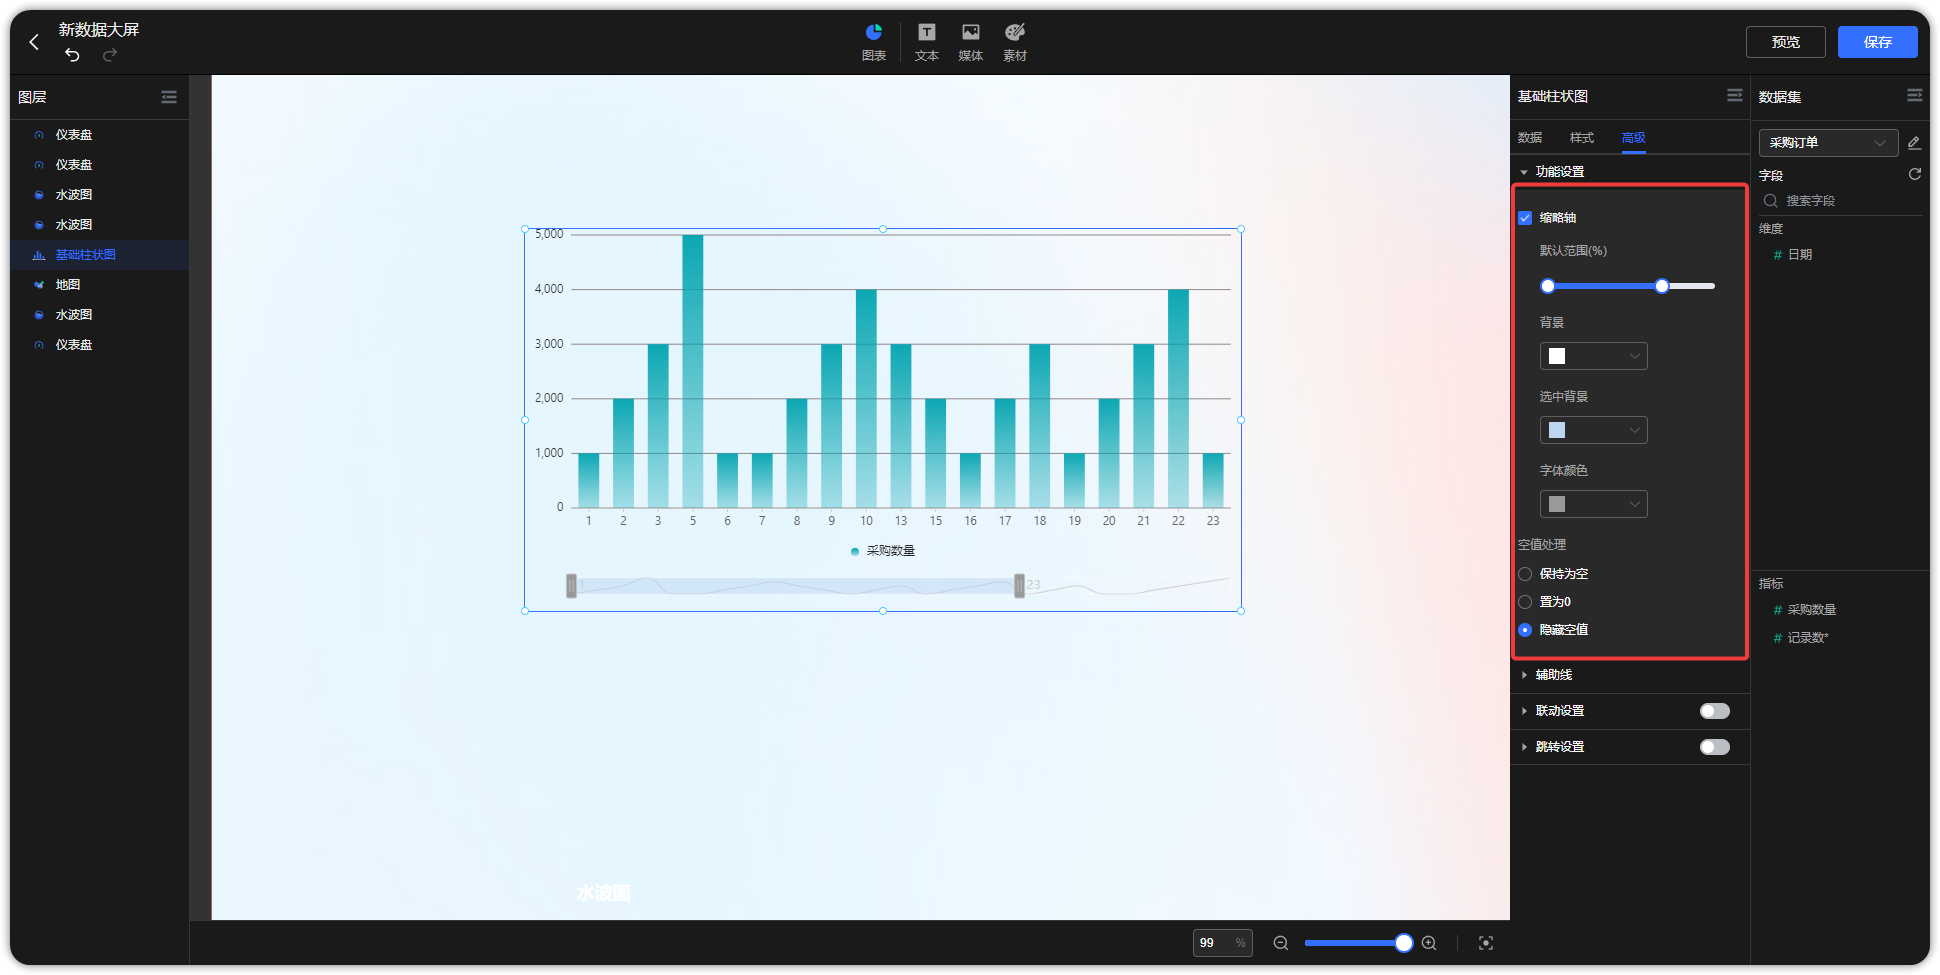 新数据大屏
图表
文本
媒体
素材
预览
保存
图层
仪表盘
仪表盘
水波图
水波图
基础柱状图
地图
水波图
仪表盘
5,000
4,000
3,000
2,000
1,000
0
1 2 3 5 6 7 8 9 10 13 15 16 17 18 19 20 21 22 23
采购数量
1
23
水波图
99 %
基础柱状图
数据 样式 高级
功能设置
缩略轴
默认范围(%)
背景
选中背景
字体颜色
空值处理
保持为空
置为0
隐藏空值
辅助线
联动设置
跳转设置
数据集
采购订单
字段
搜索字段
维度
# 日期
指标
# 采购数量
# 记录数*